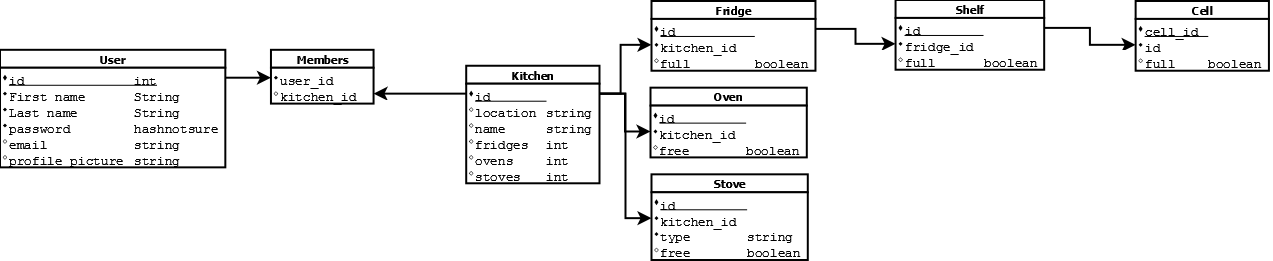 User
id int
First name String
Last name String
password hashnotsure
email string
profile_picture string
Members
user_id
kitchen_id
Kitchen
id
location string
name string
fridges int
ovens int
stoves int
Fridge
id
kitchen_id
full boolean
Oven
id
kitchen_id
free boolean
Stove
id
kitchen_id
type string
free boolean
Shelf
id
fridge_id
full boolean
Cell
cell_id
id
full boolean